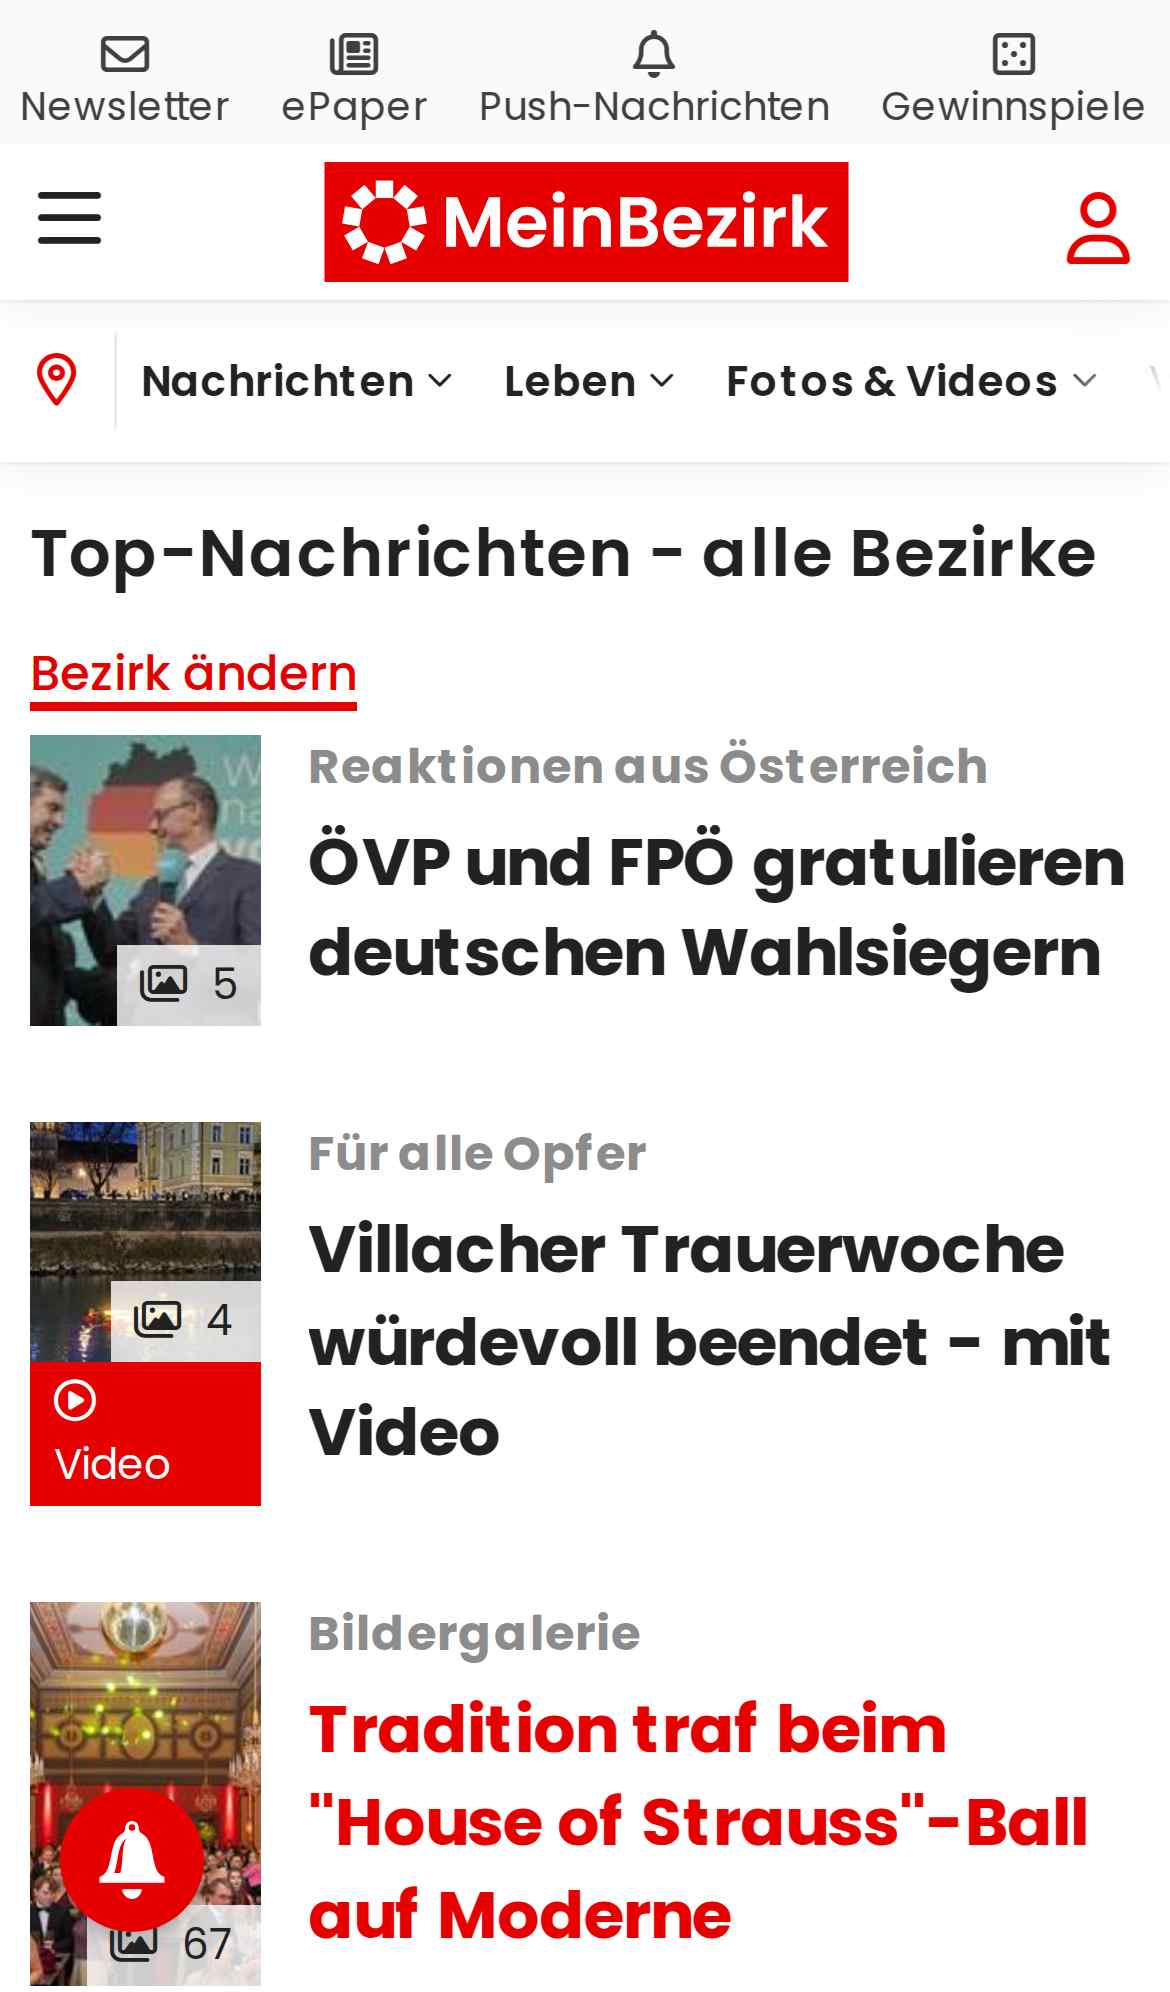 Newsletter
ePaper
Push-Nachrichten
Gewinnspiele
MeinBezirk
Nachrichten
Leben
Fotos & Videos
Top-Nachrichten - alle Bezirke
Bezirk ändern
Reaktionen aus Österreich
ÖVP und FPÖ gratulieren
deutschen Wahlsiegern
5
Für alle Opfer
Villacher Trauerwoche
würdevoll beendet - mit
Video
4
Video
Bildergalerie
Tradition traf beim
"House of Strauss"-Ball
auf Moderne
67